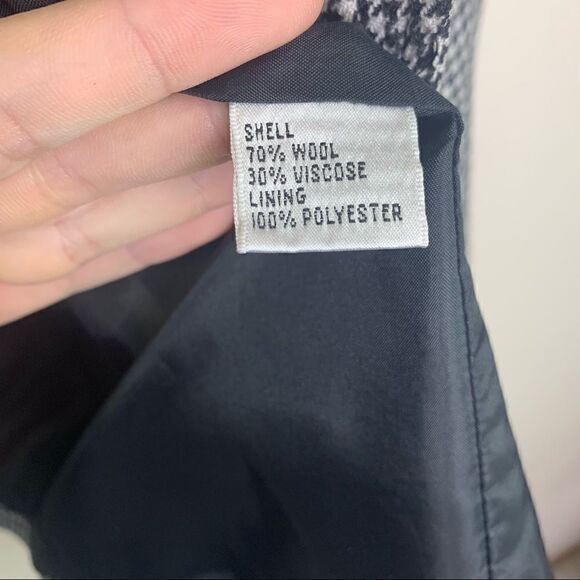 SHELL
70% WOOL
30% VISCOSE
LINING
100% POLYESTER